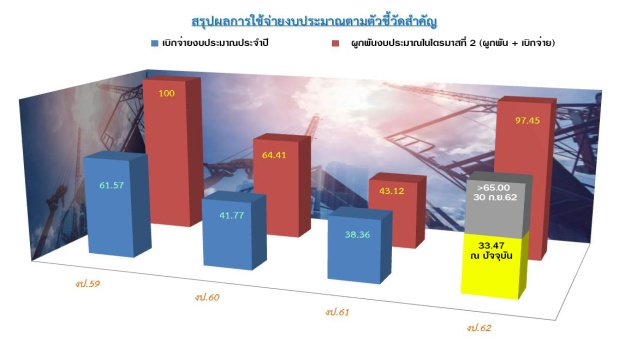 สรุปผลการใช้จ่ายงบประมาณตามตัวชี้วัดสำคัญ
เบิกจ่ายงบประมาณประจำปี
ผูกพันงบประมาณในไตรมาสที่ 2 (ผูกพัน + เบิกจ่าย)
100
97.45
64.41
61.57
43.12
>65.00
30 ก.ย.62
41.77
38.36
33.47
ณ ปัจจุบัน
งป.59
งป.60
งป.61
งป.62